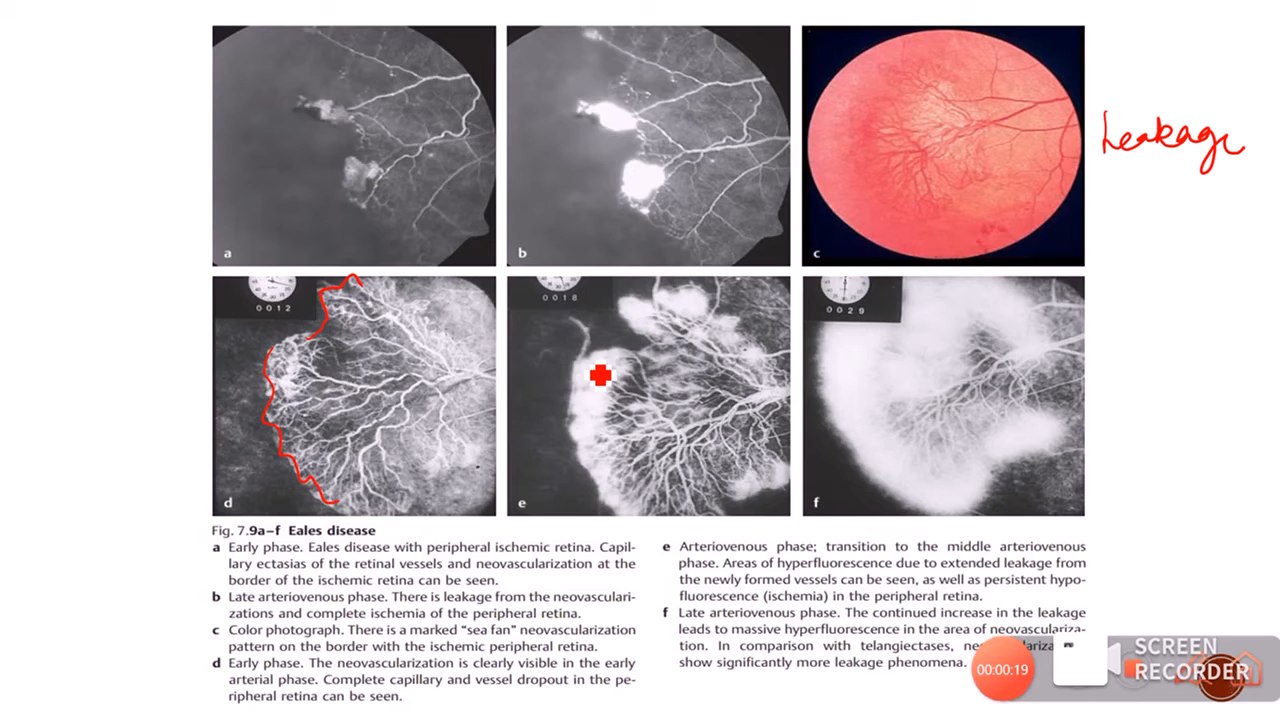 Leakage
a
b
c
0012
0018
0029
d
e
f
Fig. 7.9a–f Eales disease
a Early phase. Eales disease with peripheral ischemic retina. Capil-
lary ectasias of the retinal vessels and neovascularization at the
border of the ischemic retina can be seen.
b Late arteriovenous phase. There is leakage from the neovasculari-
zations and complete ischemia of the peripheral retina.
c Color photograph. There is a marked “sea fan” neovascularization
pattern on the border with the ischemic peripheral retina.
d Early phase. The neovascularization is clearly visible in the early
arterial phase. Complete capillary and vessel dropout in the pe-
ripheral retina can be seen.
e Arteriovenous phase; transition to the middle arteriovenous
phase. Areas of hyperfluorescence due to extended leakage from
the newly formed vessels can be seen, as well as persistent hypo-
fluorescence (ischemia) in the peripheral retina.
f Late arteriovenous phase. The continued increase in the leakage
leads to massive hyperfluorescence in the area of neovasculariza-
tion. In comparison with telangiectases,
show significantly more leakage phenomena.
00:00:19
SCREEN
RECORDER